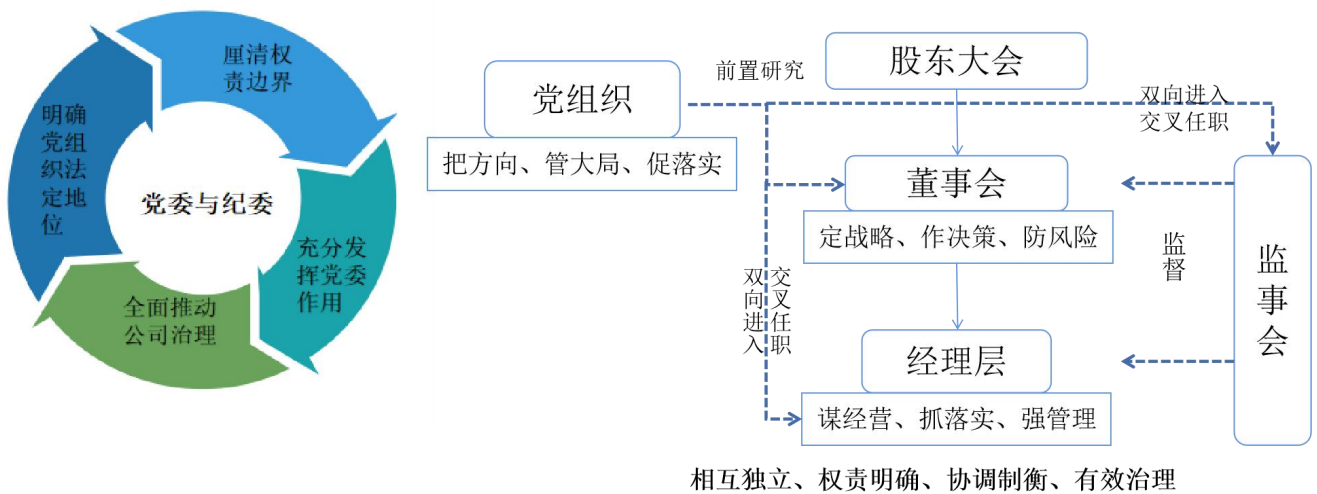 厘清权
责边界
明确
党组
织法
定地
位
党委与纪委
充分发
挥党委
作用
全面推动
公司治理
党组织
把方向、管大局、促落实
前置研究
股东大会
双向进入
交叉任职
董事会
定战略、作决策、防风险
双向进入
交叉任职
监督
监事会
经理层
谋经营、抓落实、强管理
相互独立、权责明确、协调制衡、有效治理